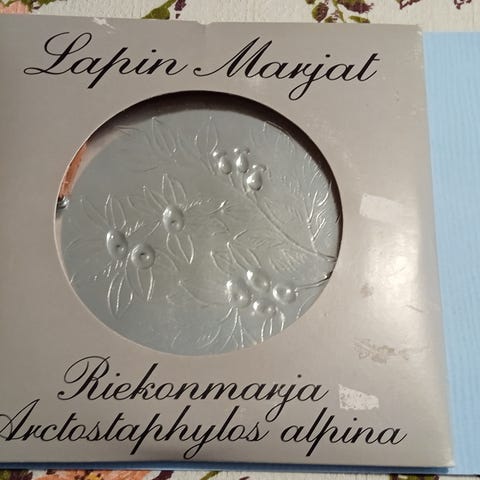 Lapin Marjat
Riekonmarja
Arctostaphylos alpina